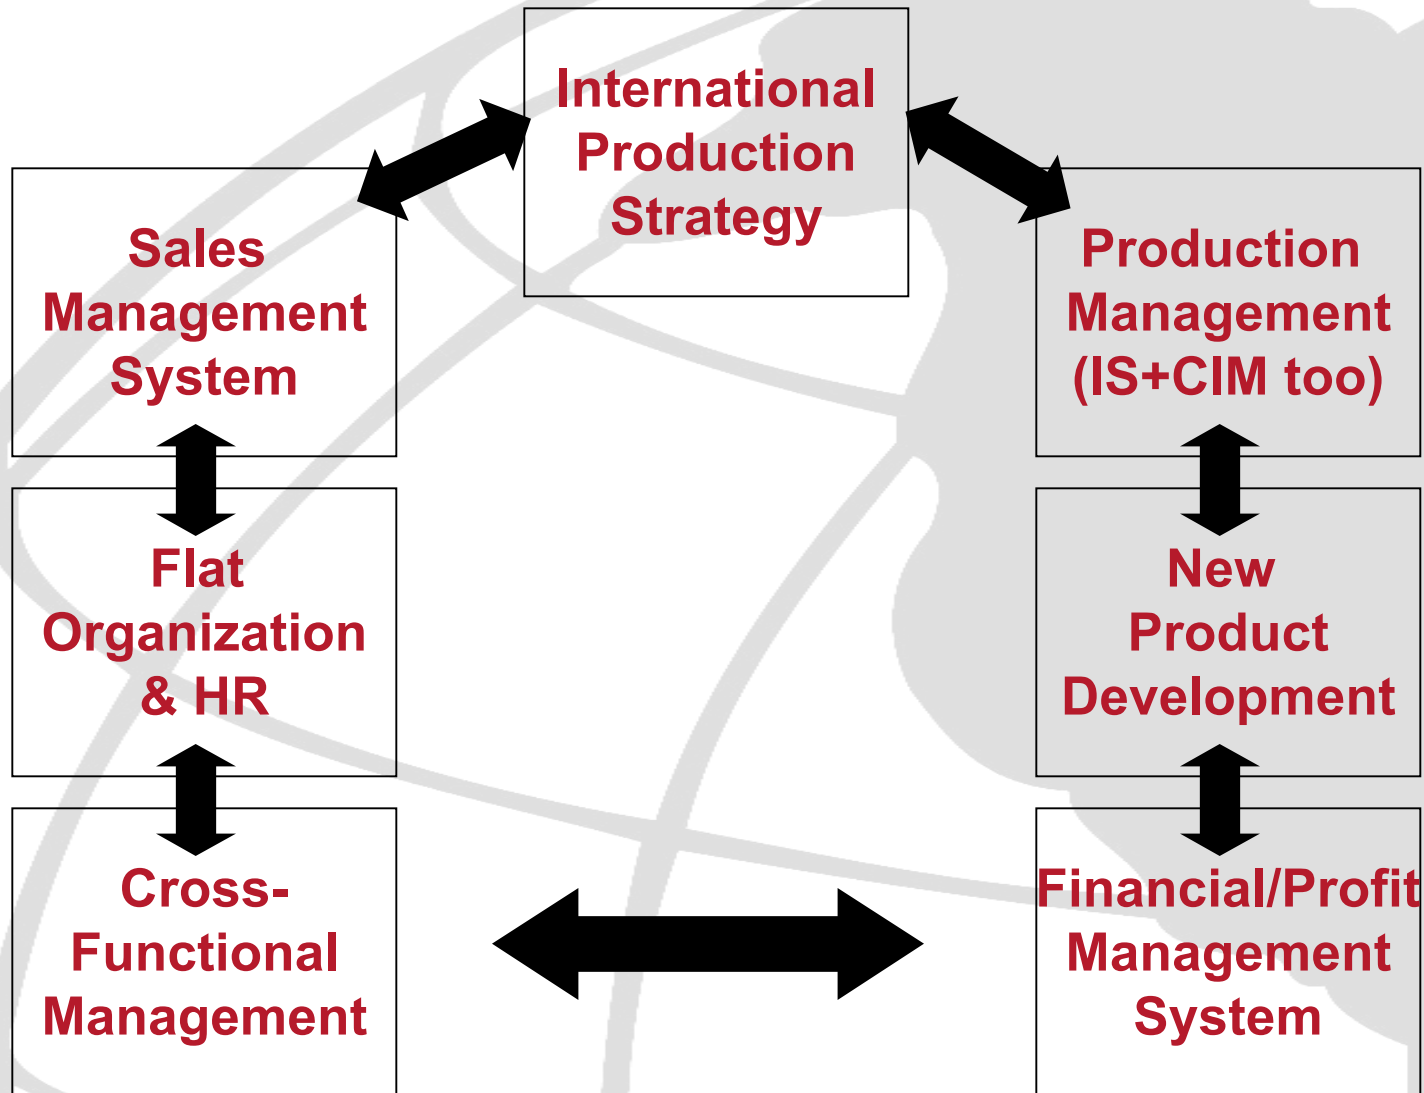 International
Production
Strategy
Sales
Management
System
Production
Management
(IS+CIM too)
Flat
Organization
& HR
New
Product
Development
Cross-
Functional
Management
Financial/Profit
Management
System